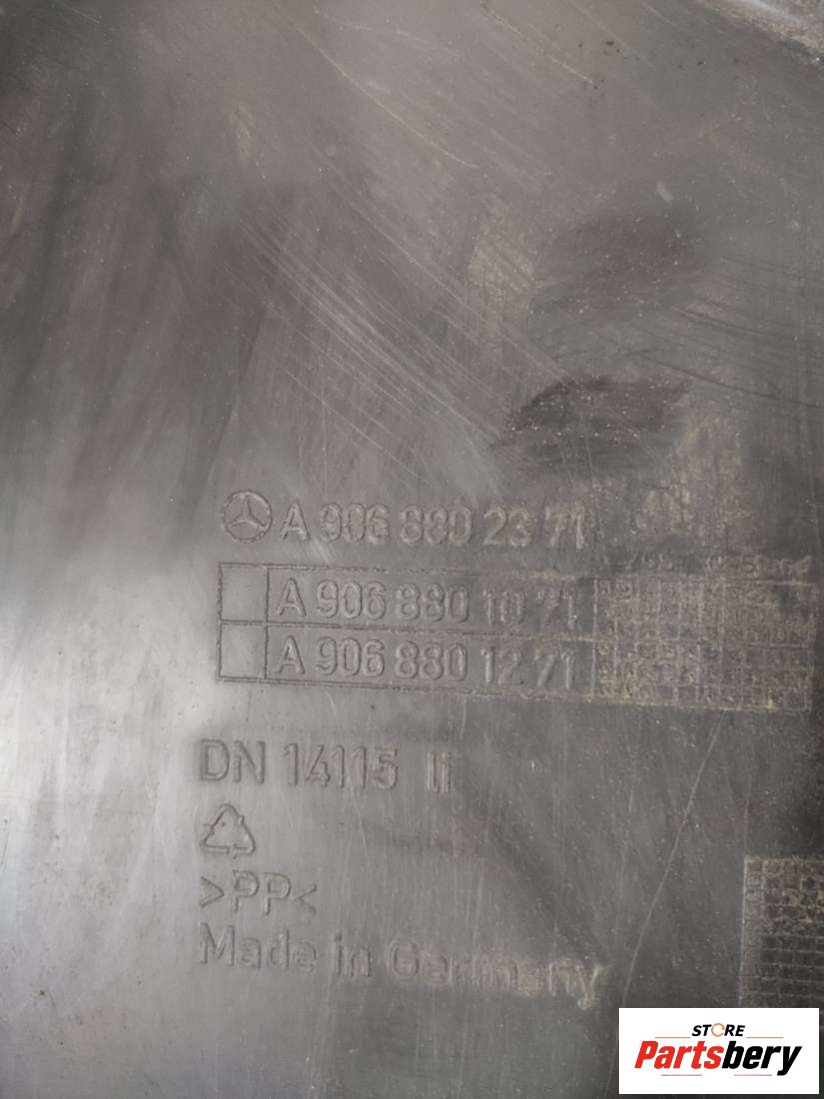 A 906 880 23 71
A 906 880 10 71
A 906 880 12 71
DN 14115 li
>PP<
Made in Germany
STORE
Partsbery